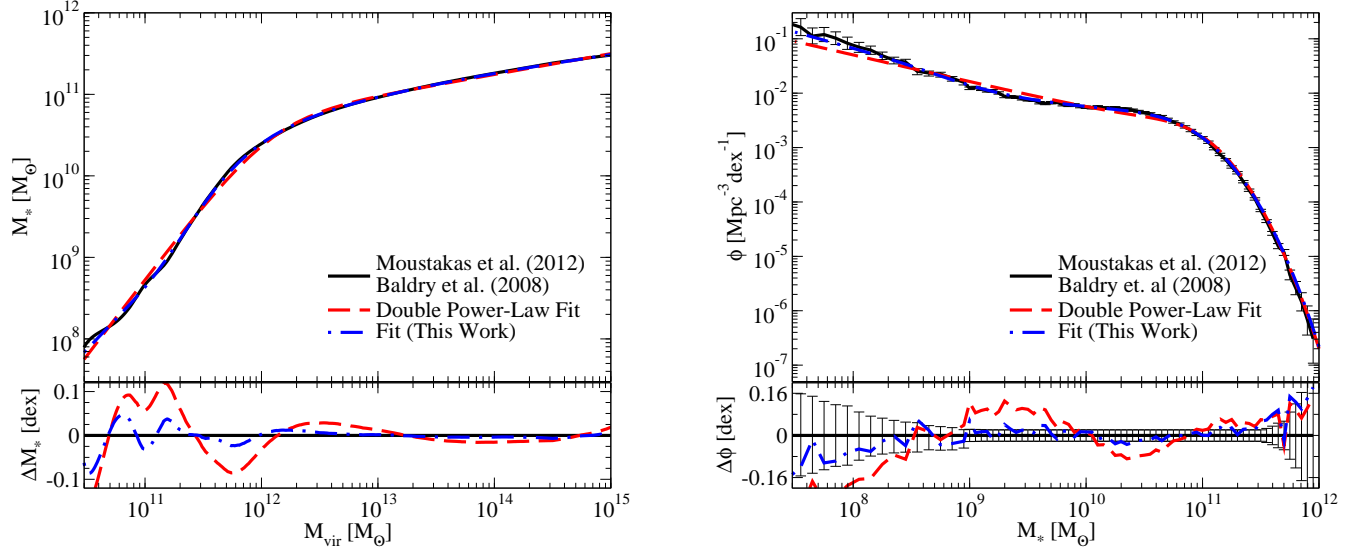 10^12
10^11
10^10
10^9
10^8
M* [M⊙]
Moustakas et al. (2012)
Baldry et. al (2008)
Double Power-Law Fit
Fit (This Work)
0.1
0
-0.1
ΔM* [dex]
10^11 10^12 10^13 10^14 10^15
M_vir [M⊙]
10^-1
10^-2
10^-3
10^-4
10^-5
10^-6
10^-7
ϕ [Mpc^-3 dex^-1]
Moustakas et al. (2012)
Baldry et. al (2008)
Double Power-Law Fit
Fit (This Work)
0.16
0
-0.16
Δϕ [dex]
10^8 10^9 10^10 10^11 10^12
M* [M⊙]